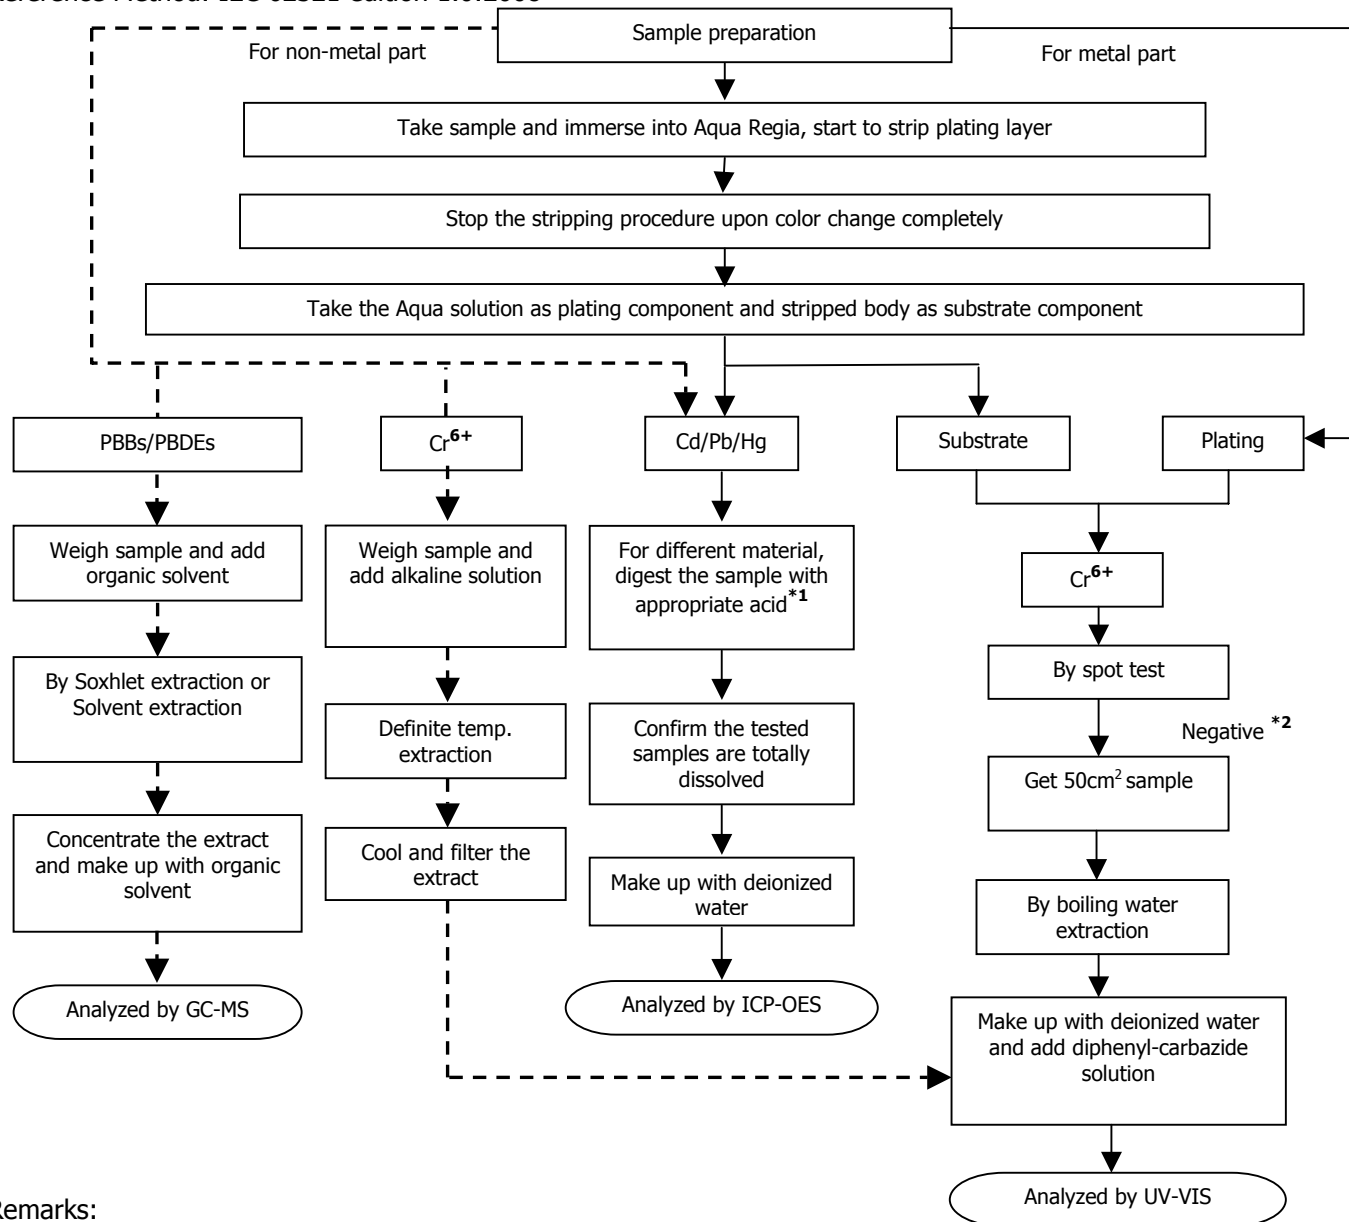 Sample preparation
For non-metal part
For metal part
Take sample and immerse into Aqua Regia, start to strip plating layer
Stop the stripping procedure upon color change completely
Take the Aqua solution as plating component and stripped body as substrate component
PBBs/PBDEs
Cr6+
Cd/Pb/Hg
Substrate
Plating
Weigh sample and add
organic solvent
By Soxhlet extraction or
Solvent extraction
Concentrate the extract
and make up with organic
solvent
Analyzed by GC-MS
Weigh sample and
add alkaline solution
Definite temp.
extraction
Cool and filter the
extract
For different material,
digest the sample with
appropriate acid*1
Confirm the tested
samples are totally
dissolved
Make up with deionized
water
Analyzed by ICP-OES
Cr6+
By spot test
Negative *2
Get 50cm2 sample
By boiling water
extraction
Make up with deionized water
and add diphenyl-carbazide
solution
Analyzed by UV-VIS
Remarks: